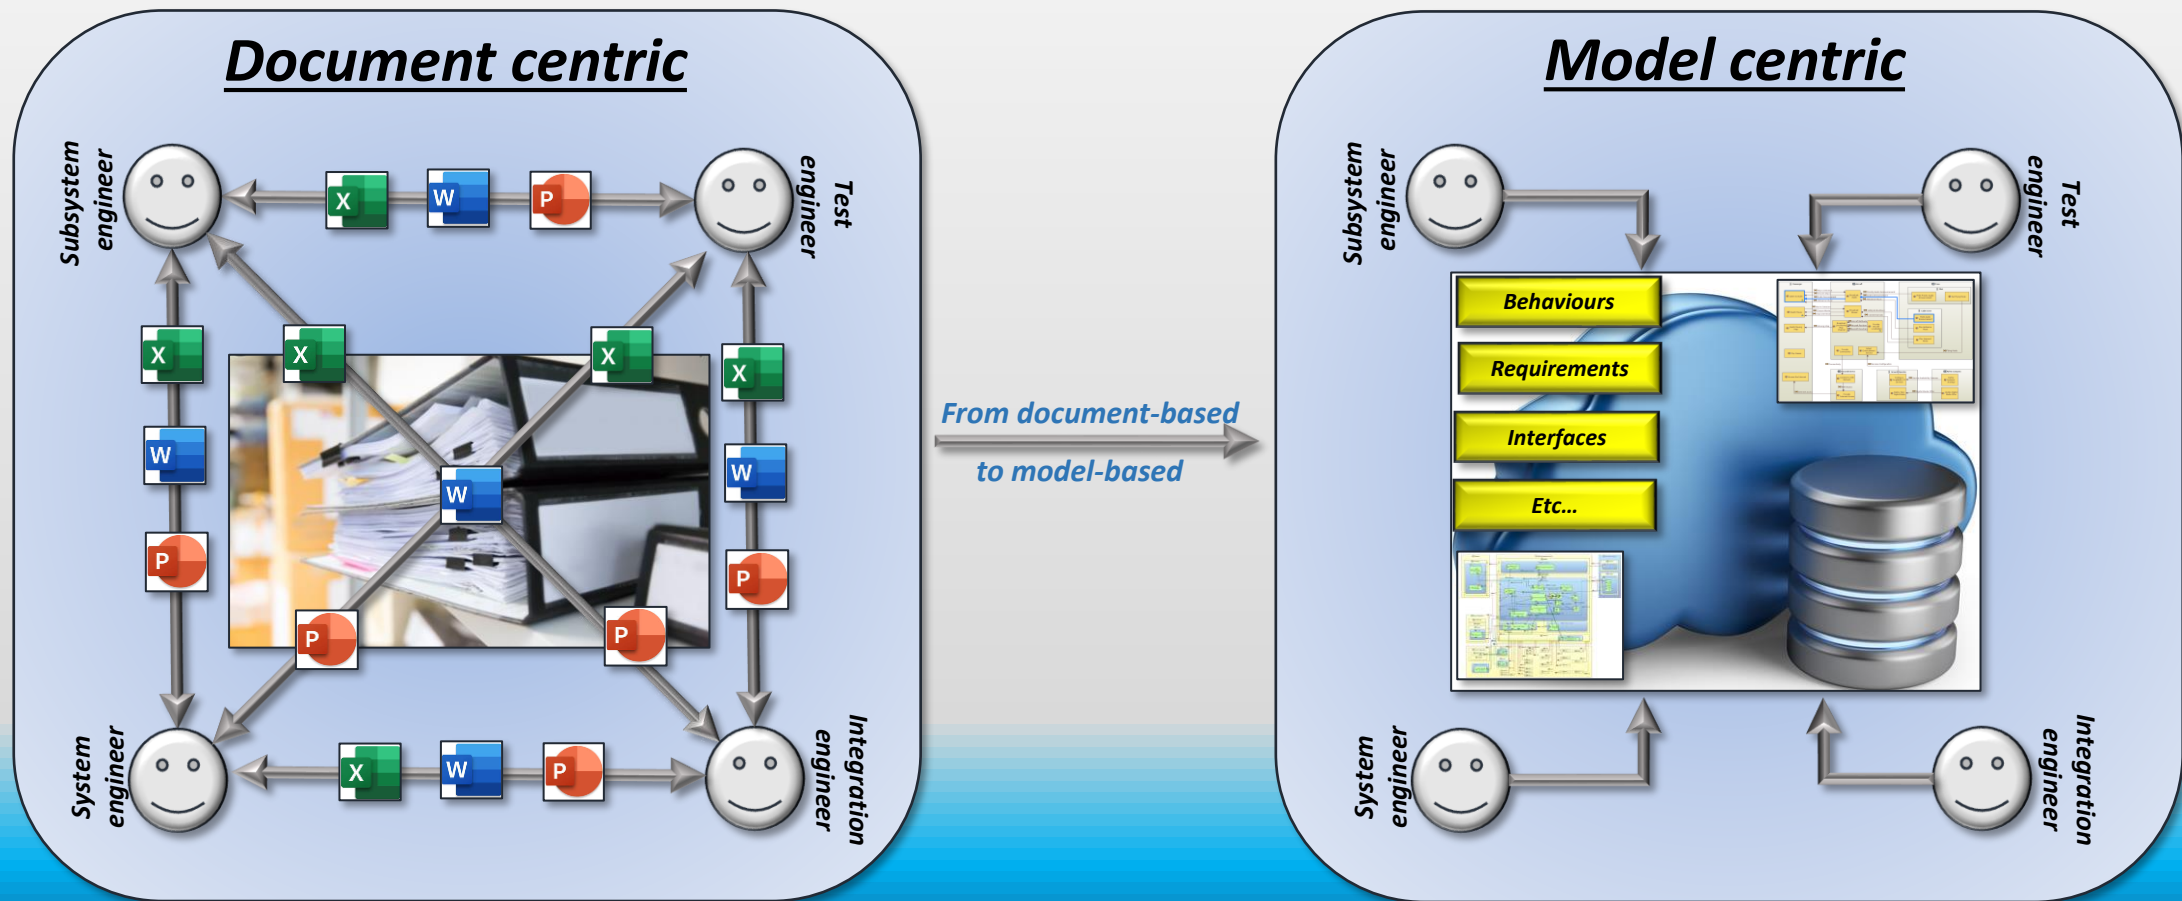 Document centric
Subsystem
engineer
Test
engineer
X
W
P
X
X
X
X
W
W
W
P
P
P
P
System
engineer
Integration
engineer
X
W
P
From document-based
to model-based
Model centric
Subsystem
engineer
Test
engineer
Behaviours
Requirements
Interfaces
Etc...
System
engineer
Integration
engineer